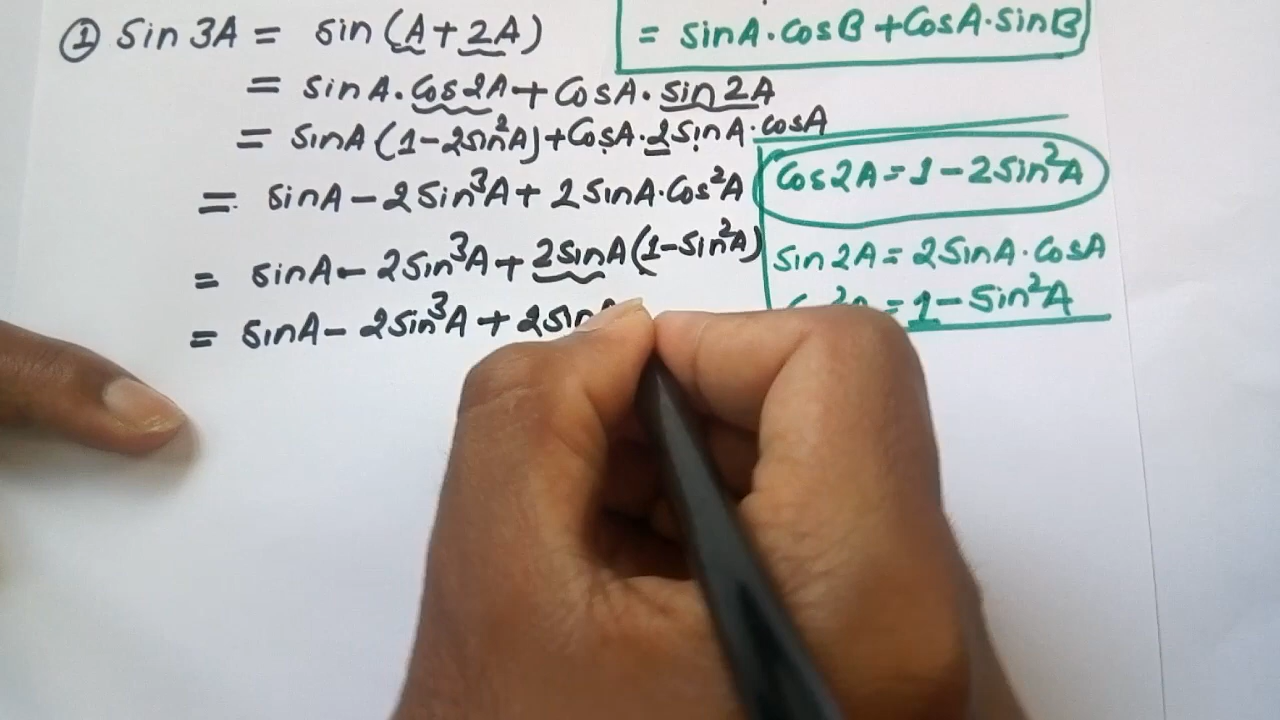 ① Sin 3A = sin (A + 2A)
= sinA.cosB + CosA.sinB
= sinA.cos2A + CosA.sin2A
= sinA(1-2sin²A)+CosA.2sinA.cosA
= sinA - 2sin³A + 2sinA.Cos²A
= sinA - 2sin³A + 2sinA(1-sin²A)
= sinA - 2sin³A + 2sin
Cos2A = 1 - 2sin²A
Sin2A = 2SinA.cosA
= 1 - Sin²A